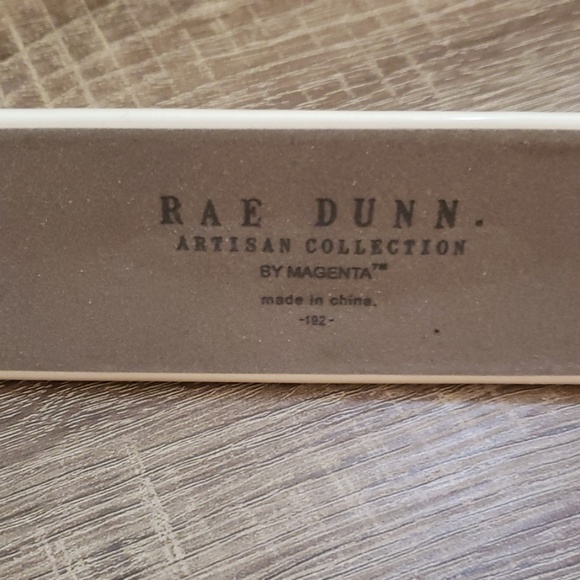 RAE DUNN.
ARTISAN COLLECTION
BY MAGENTA™
made in china.
-192-